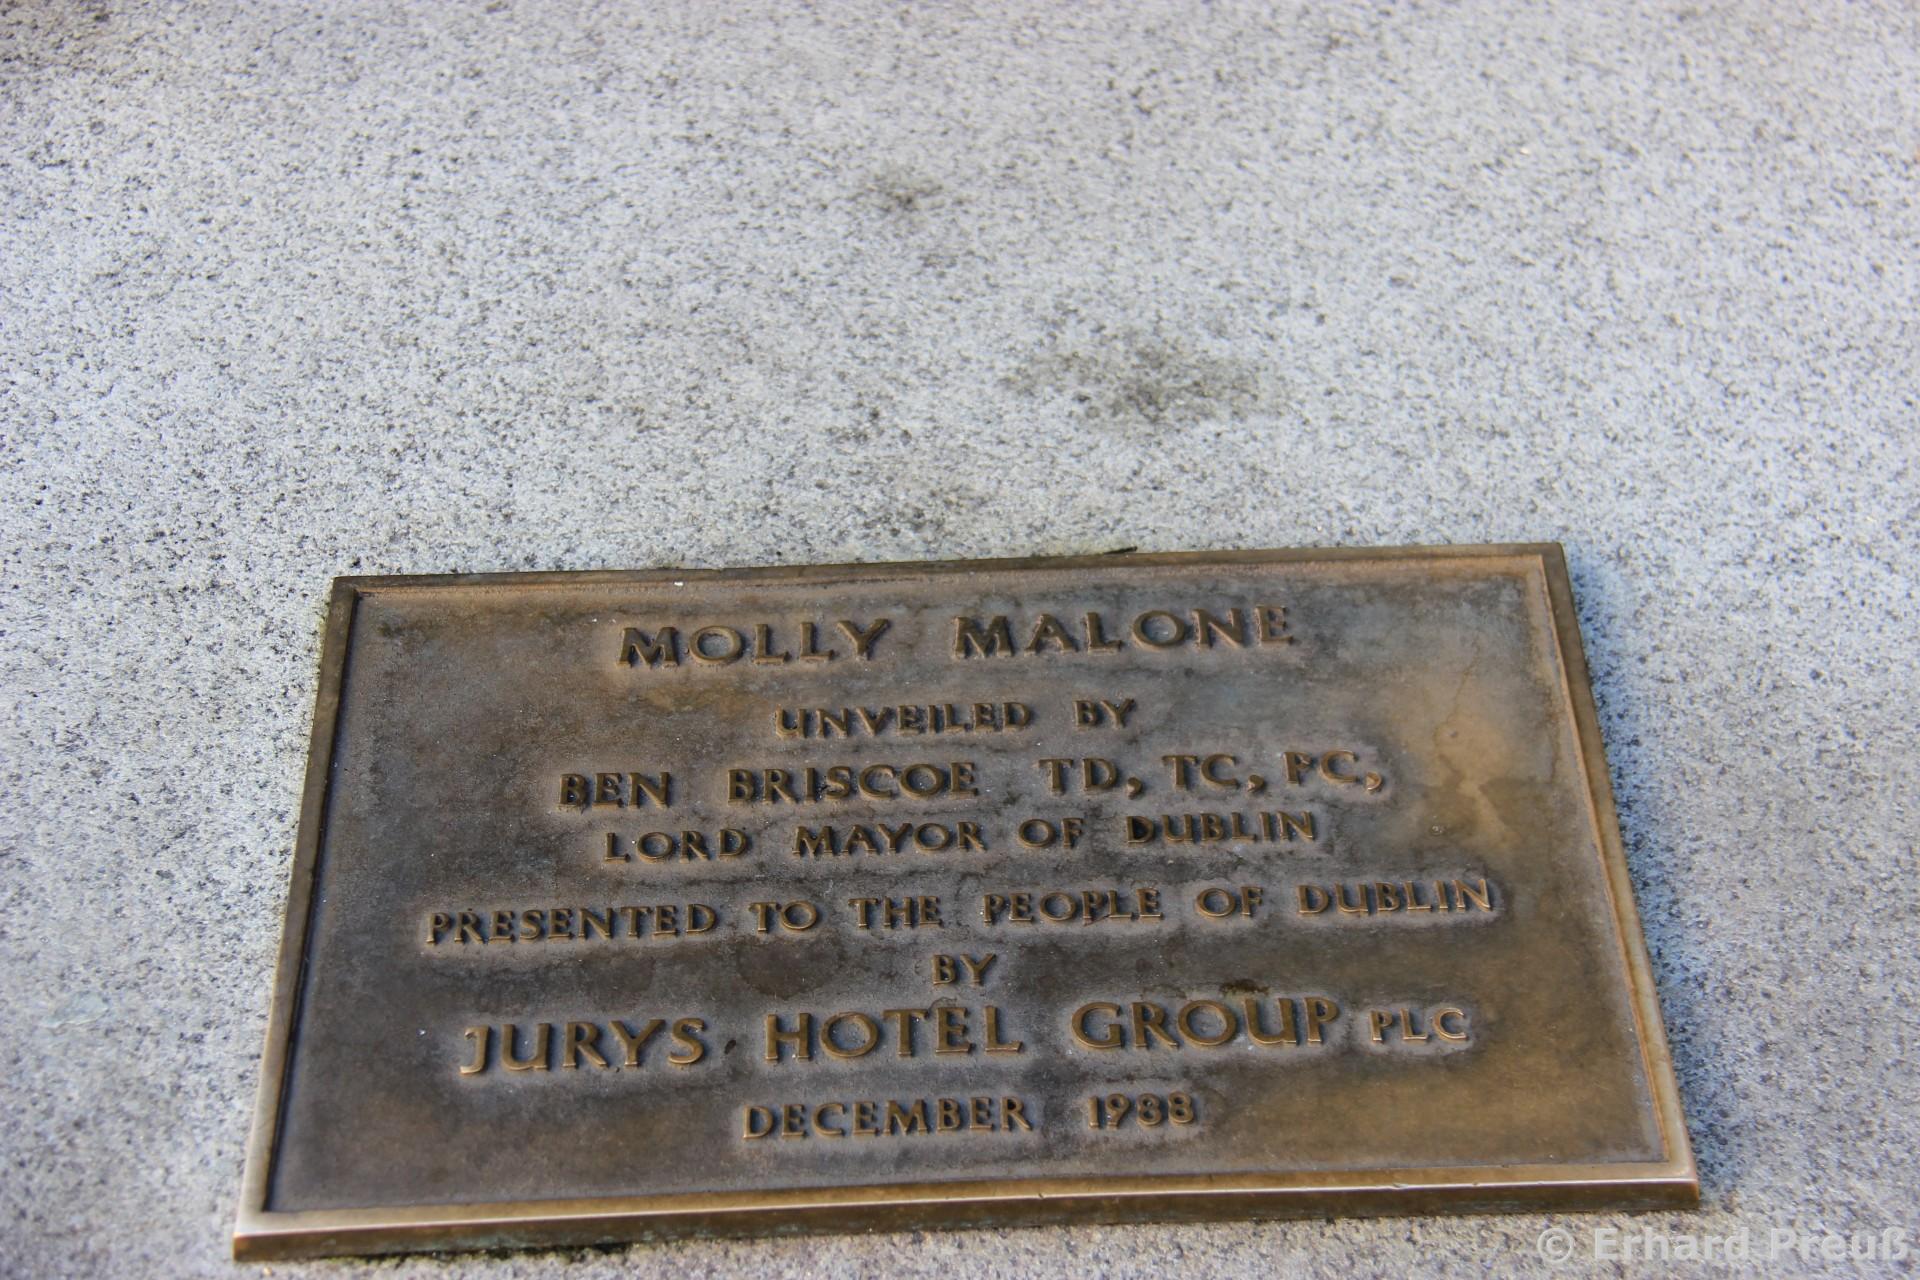 MOLLY MALONE
UNVEILED BY
BEN BRISCOE TD, TC, PC,
LORD MAYOR OF DUBLIN
PRESENTED TO THE PEOPLE OF DUBLIN
BY
JURYS HOTEL GROUP PLC
DECEMBER 1988
© Erhard Preuß